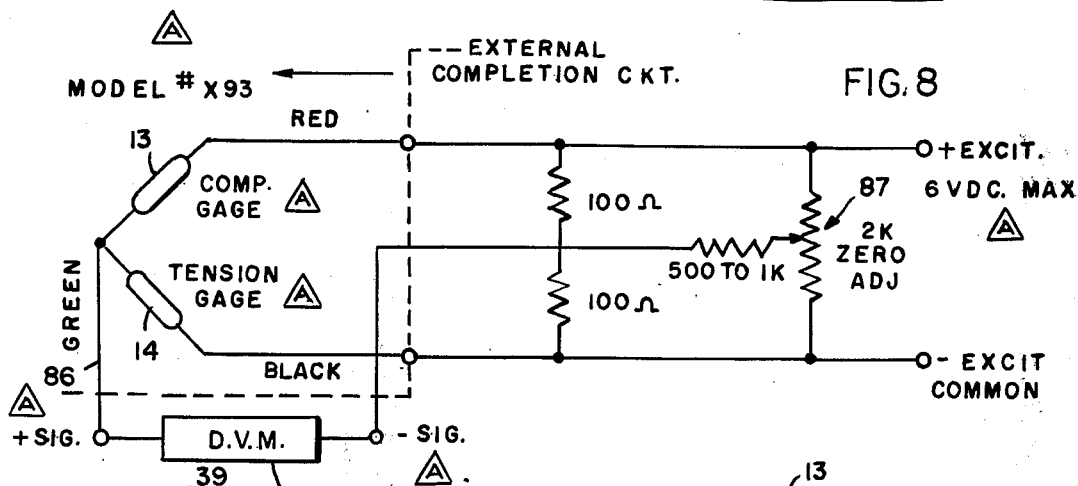 A
MODEL # X93
EXTERNAL
COMPLETION CKT.
FIG. 8
RED
13
COMP.
GAGE A
100 Ω
+ EXCIT.
87
6 VDC. MAX
A
2K
ZERO
ADJ
500 TO 1K
GREEN
TENSION
GAGE A
14
100 Ω
86
BLACK
- EXCIT
COMMON
A
+ SIG.
D.V.M.
- SIG.
39
A
13